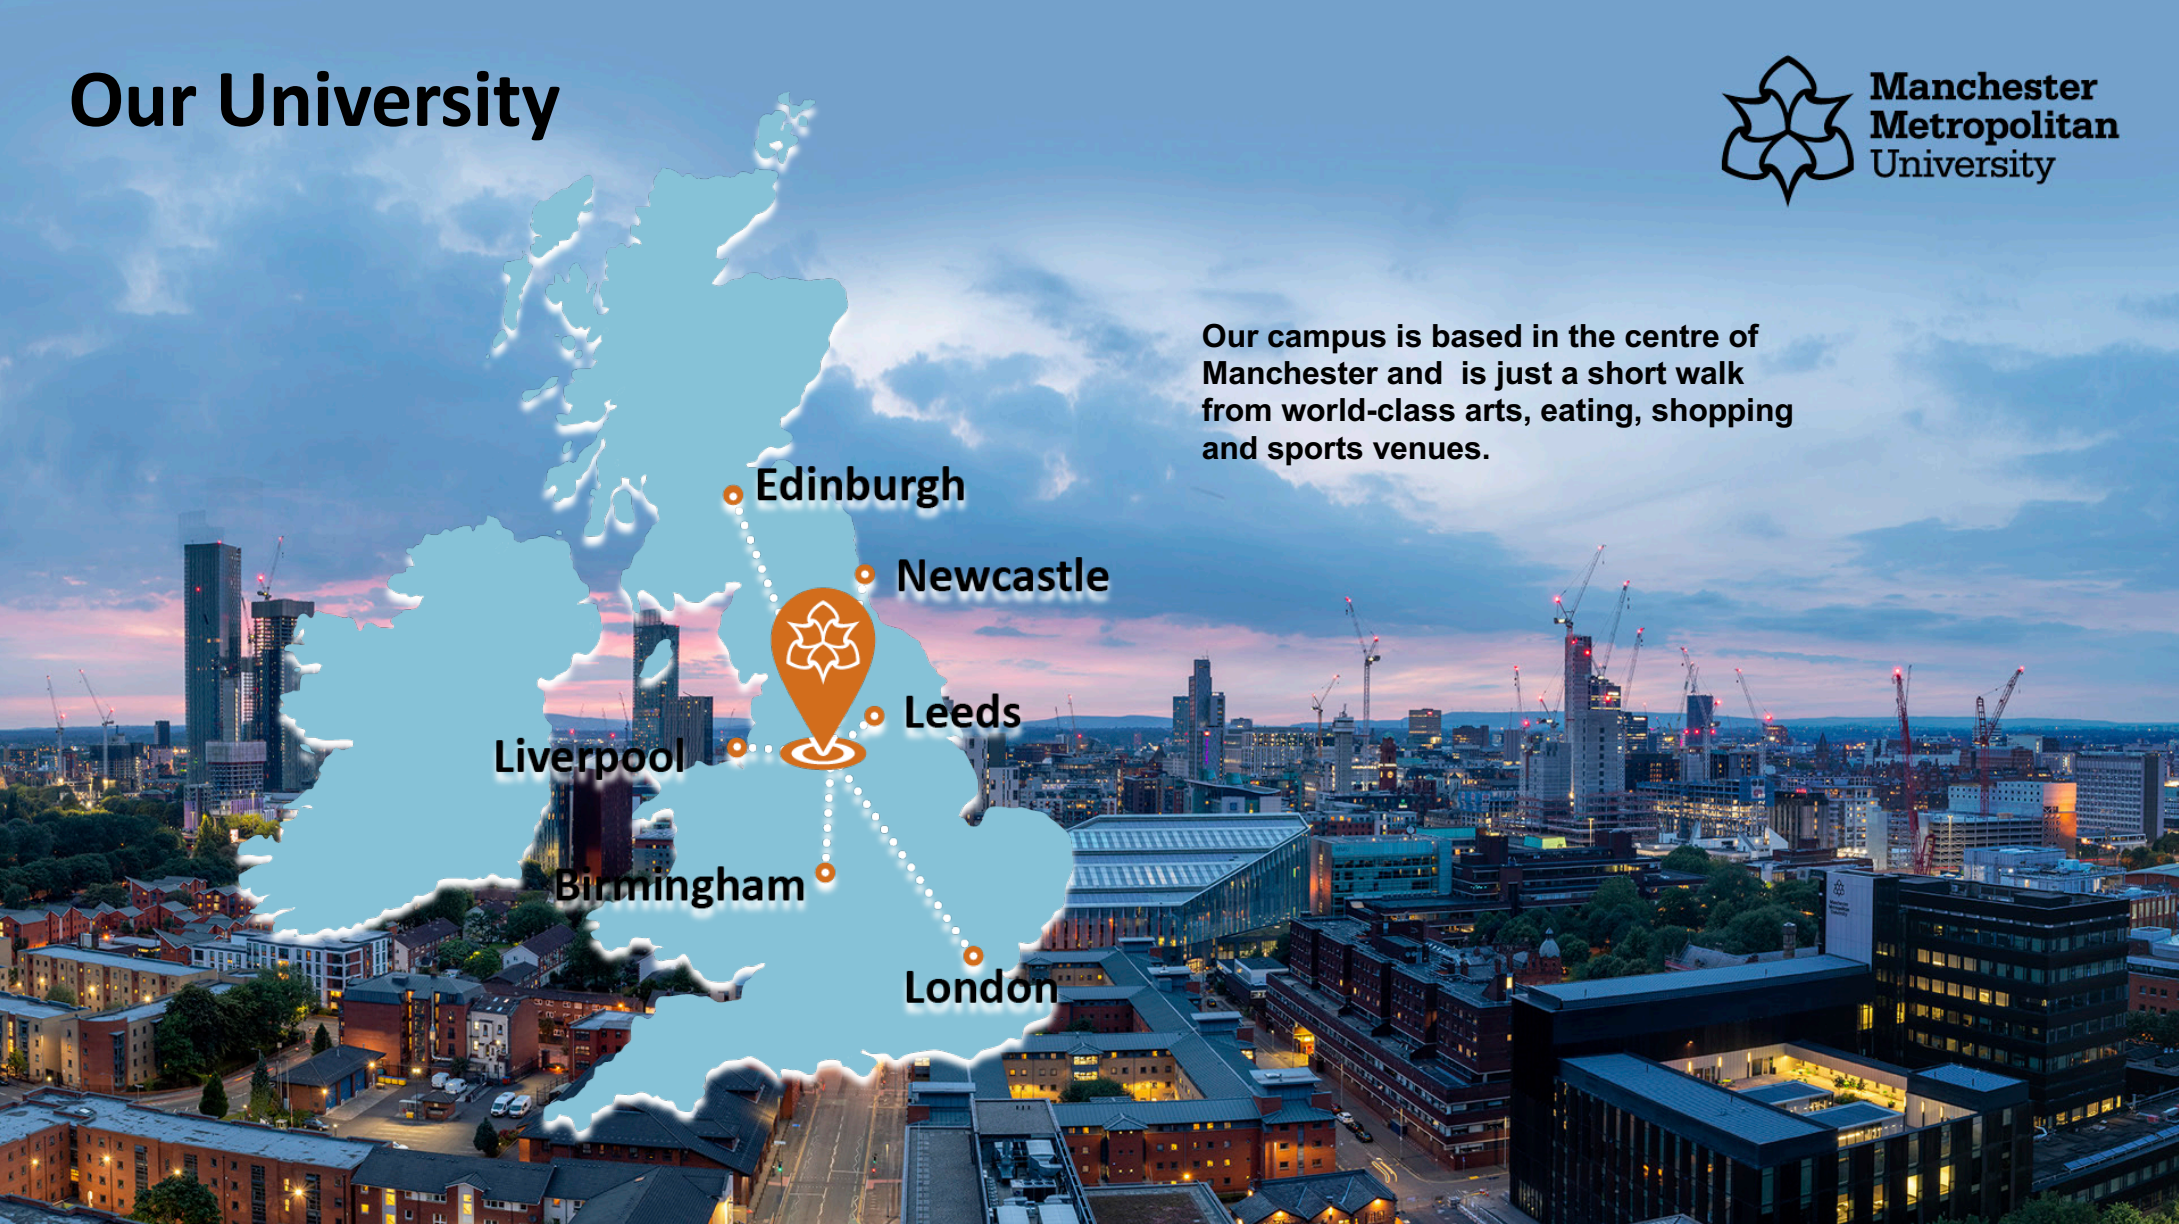 Our University
Manchester
Metropolitan
University
Our campus is based in the centre of
Manchester and  is just a short walk
from world-class arts, eating, shopping
and sports venues.
Edinburgh
Newcastle
Leeds
Liverpool
Birmingham
London